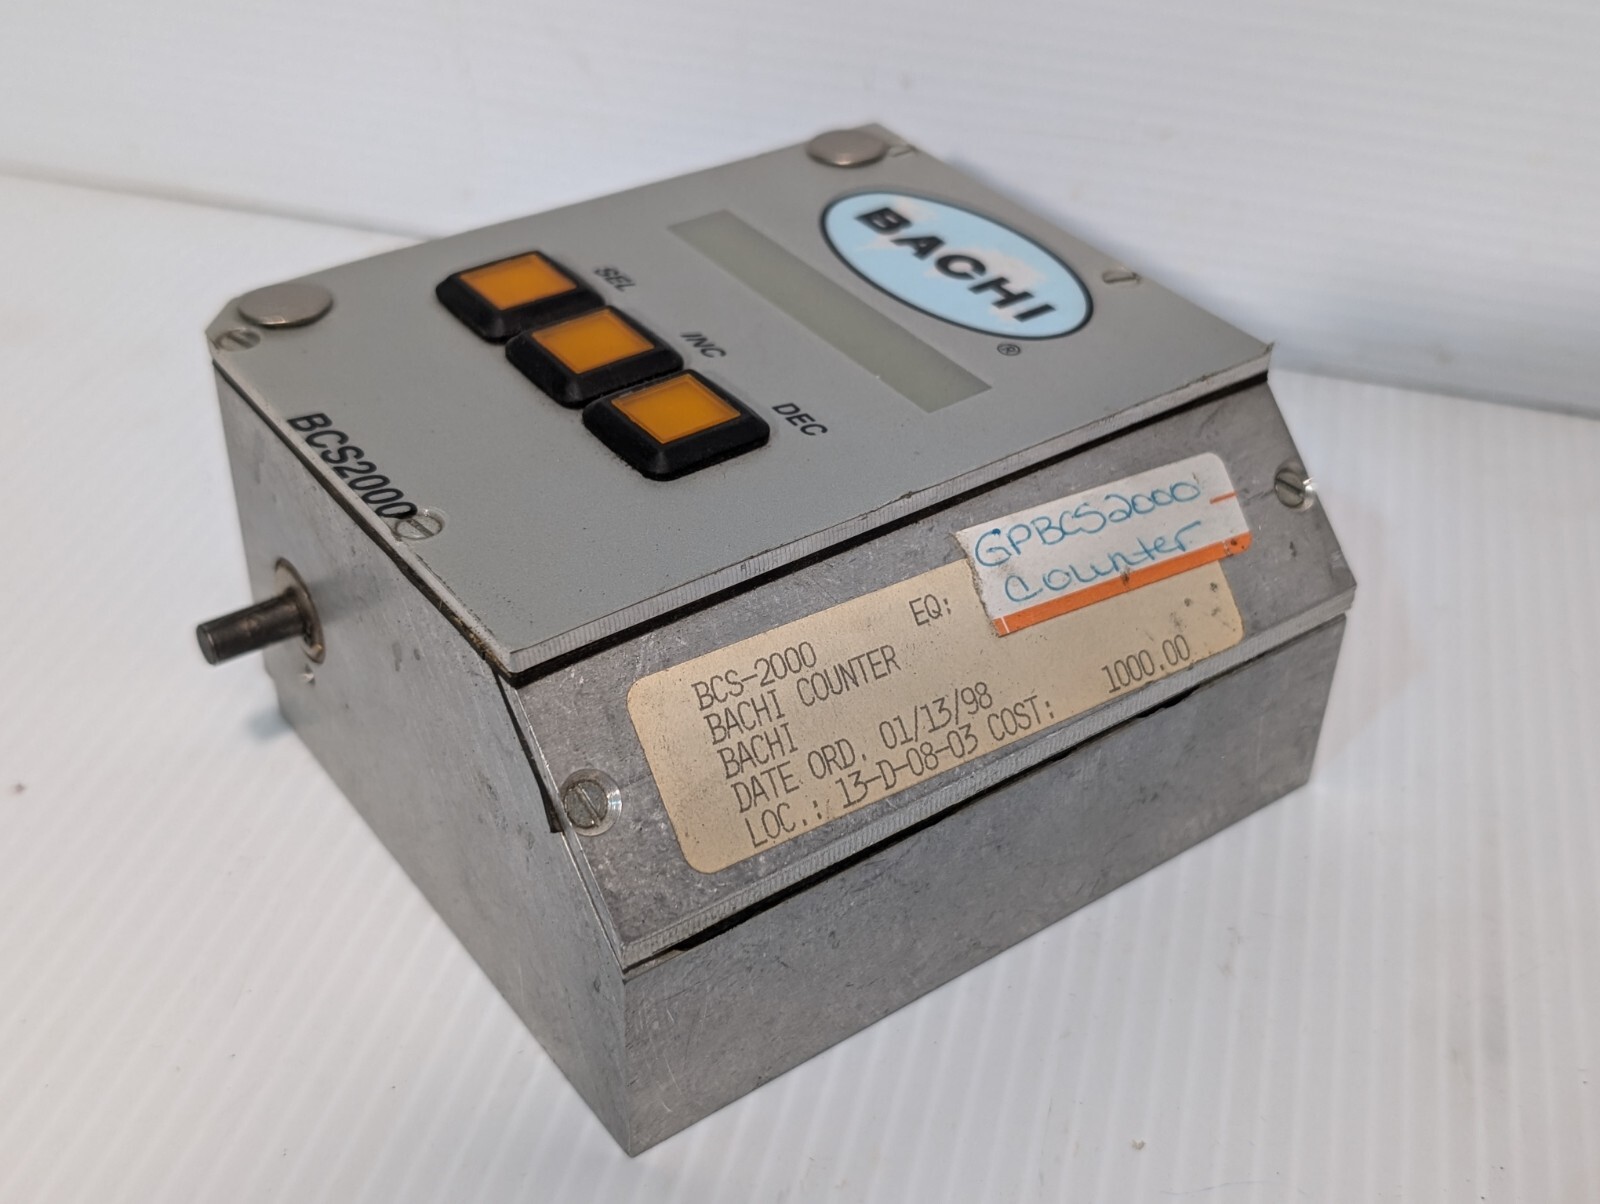 BACHI
®
SEL
INC
DEC
BCS2000
GPBCS2000
Counter
EQ:
BCS-2000
BACHI COUNTER
BACHI
DATE ORD. 01/13/98
LOC.: 13-D-08-03 COST: 1000.00